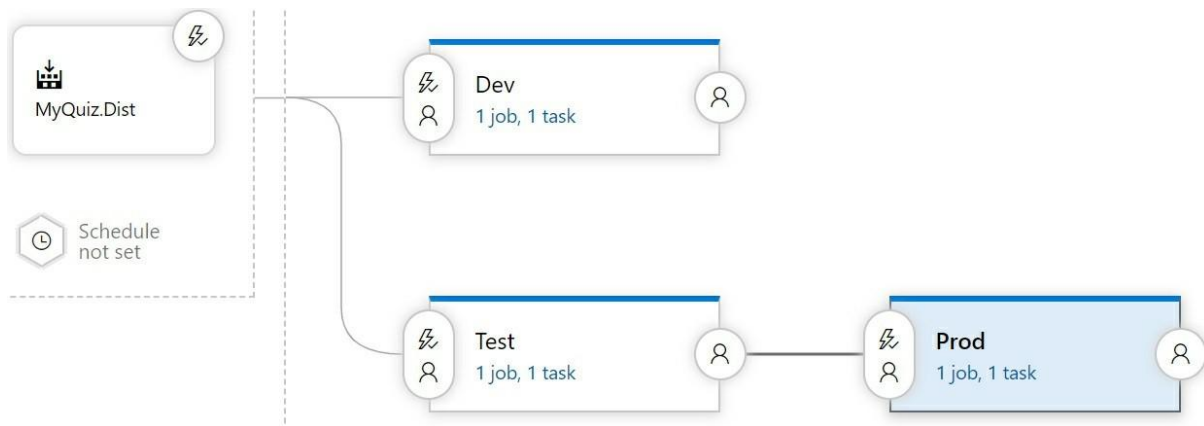 MyQuiz.Dist
Schedule
not set
Dev
1 job, 1 task
Test
1 job, 1 task
Prod
1 job, 1 task